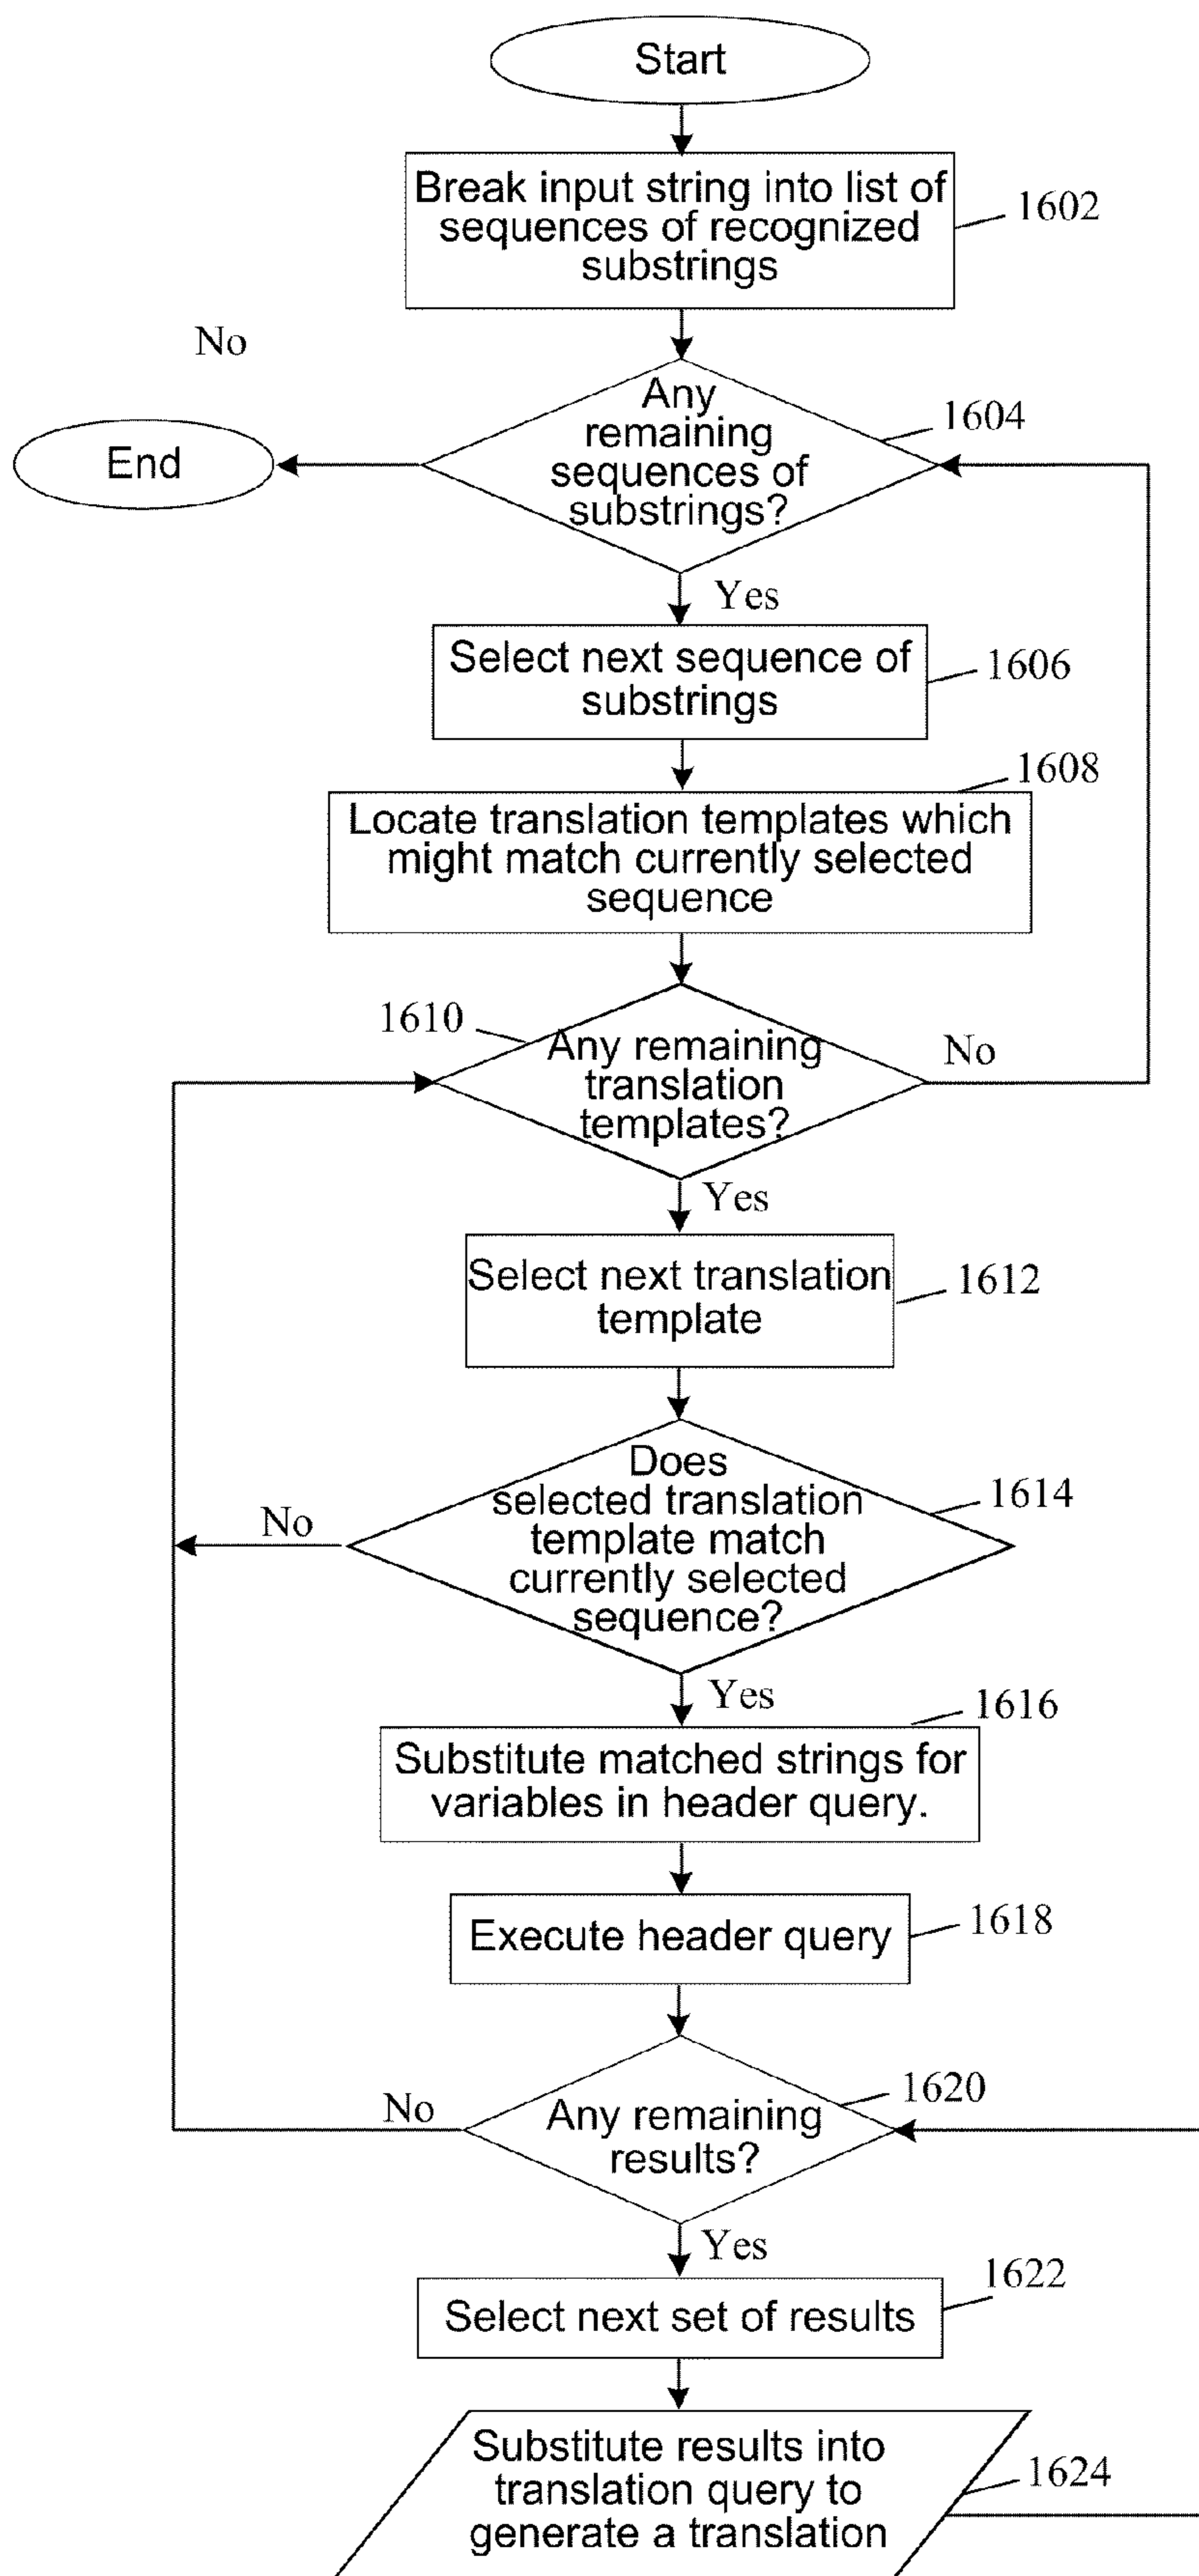 Start
Break input string into list of
sequences of recognized
substrings
1602
No
Any
remaining
sequences of
substrings?
1604
End
Yes
Select next sequence of
substrings
1606
1608
Locate translation templates which
might match currently selected
sequence
1610
Any remaining
translation
templates?
No
Yes
Select next translation
template
1612
Does
selected translation
template match
currently selected
sequence?
1614
No
Yes
1616
Substitute matched strings for
variables in header query.
Execute header query
1618
1620
No
Any remaining
results?
Yes
1622
Select next set of results
Substitute results into
translation query to
generate a translation
1624